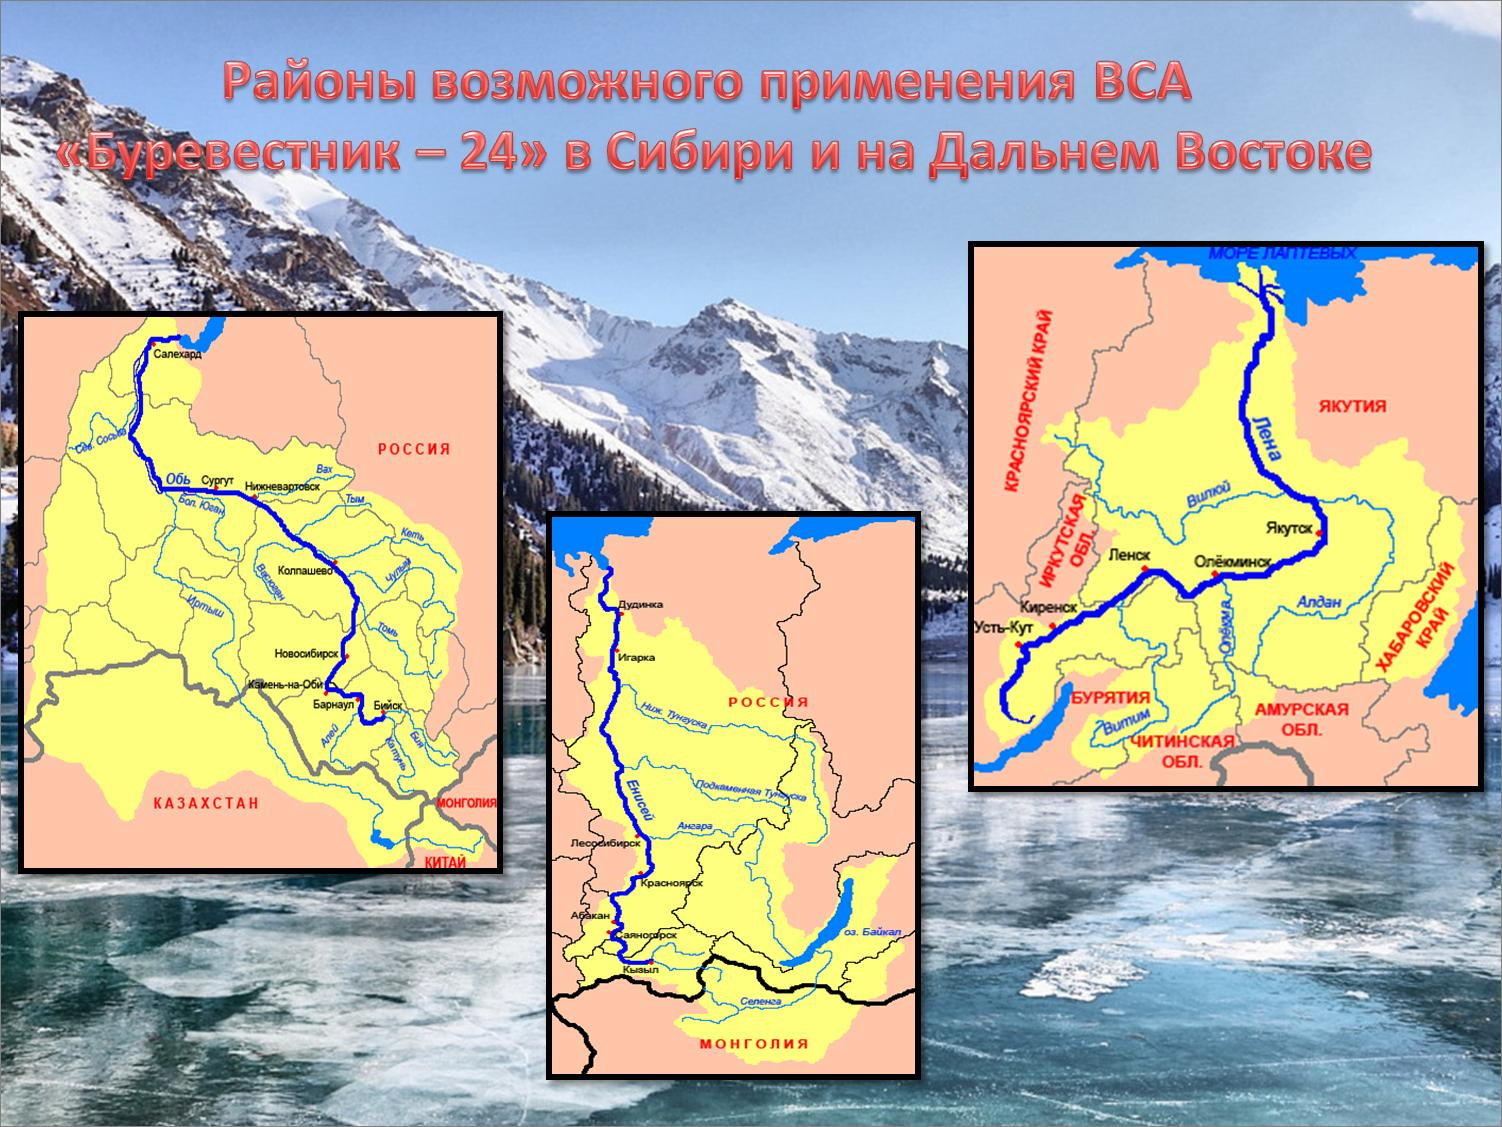 Районы возможного применения ВСА
«Буревестник – 24» в Сибири и на Дальнем Востоке
Салехард
Сев. Сосьва
РОССИЯ
Обь
Сургут
Нижневартовск
Вах
Бол. Юган
Тым
Кеть
Колпашево
Васюган
Чулым
Иртыш
Томь
Новосибирск
Камень-на-Оби
Барнаул
Бийск
Алей
Катунь
Бия
КАЗАХСТАН
МОНГОЛИЯ
КИТАЙ
Дудинка
Игарка
РОССИЯ
Ниж. Тунгуска
Енисей
Подкаменная Тунгуска
Ангара
Лесосибирск
Красноярск
Абакан
Саяногорск
оз. Байкал
Кызыл
Селенга
МОНГОЛИЯ
МОРЕ ЛАПТЕВЫХ
КРАСНОЯРСКИЙ КРАЙ
ЯКУТИЯ
Лена
Вилюй
ИРКУТСКАЯ
ОБЛ.
Якутск
Ленск
Олёкминск
Киренск
Алдан
Усть-Кут
Олёкма
ХАБАРОВСКИЙ
КРАЙ
БУРЯТИЯ
Витим
АМУРСКАЯ
ОБЛ.
ЧИТИНСКАЯ
ОБЛ.